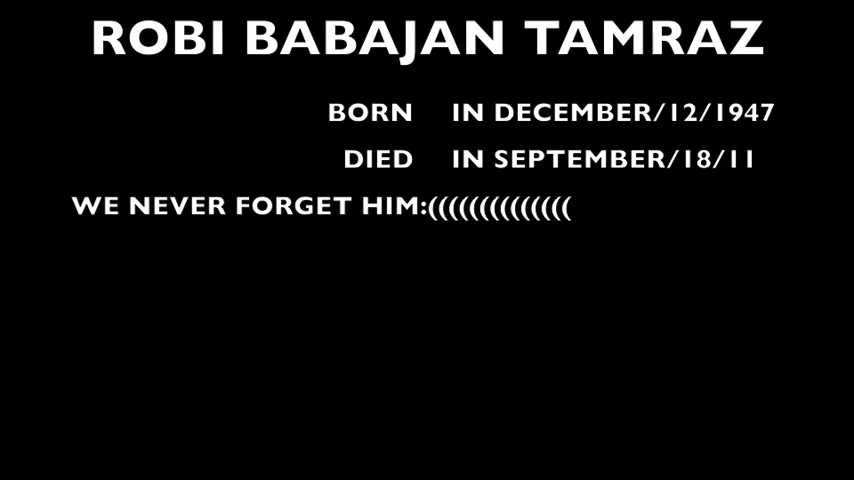 ROBI BABAJAN TAMRAZ
BORN IN DECEMBER/12/1947
DIED IN SEPTEMBER/18/11
WE NEVER FORGET HIM:((((((((((((((